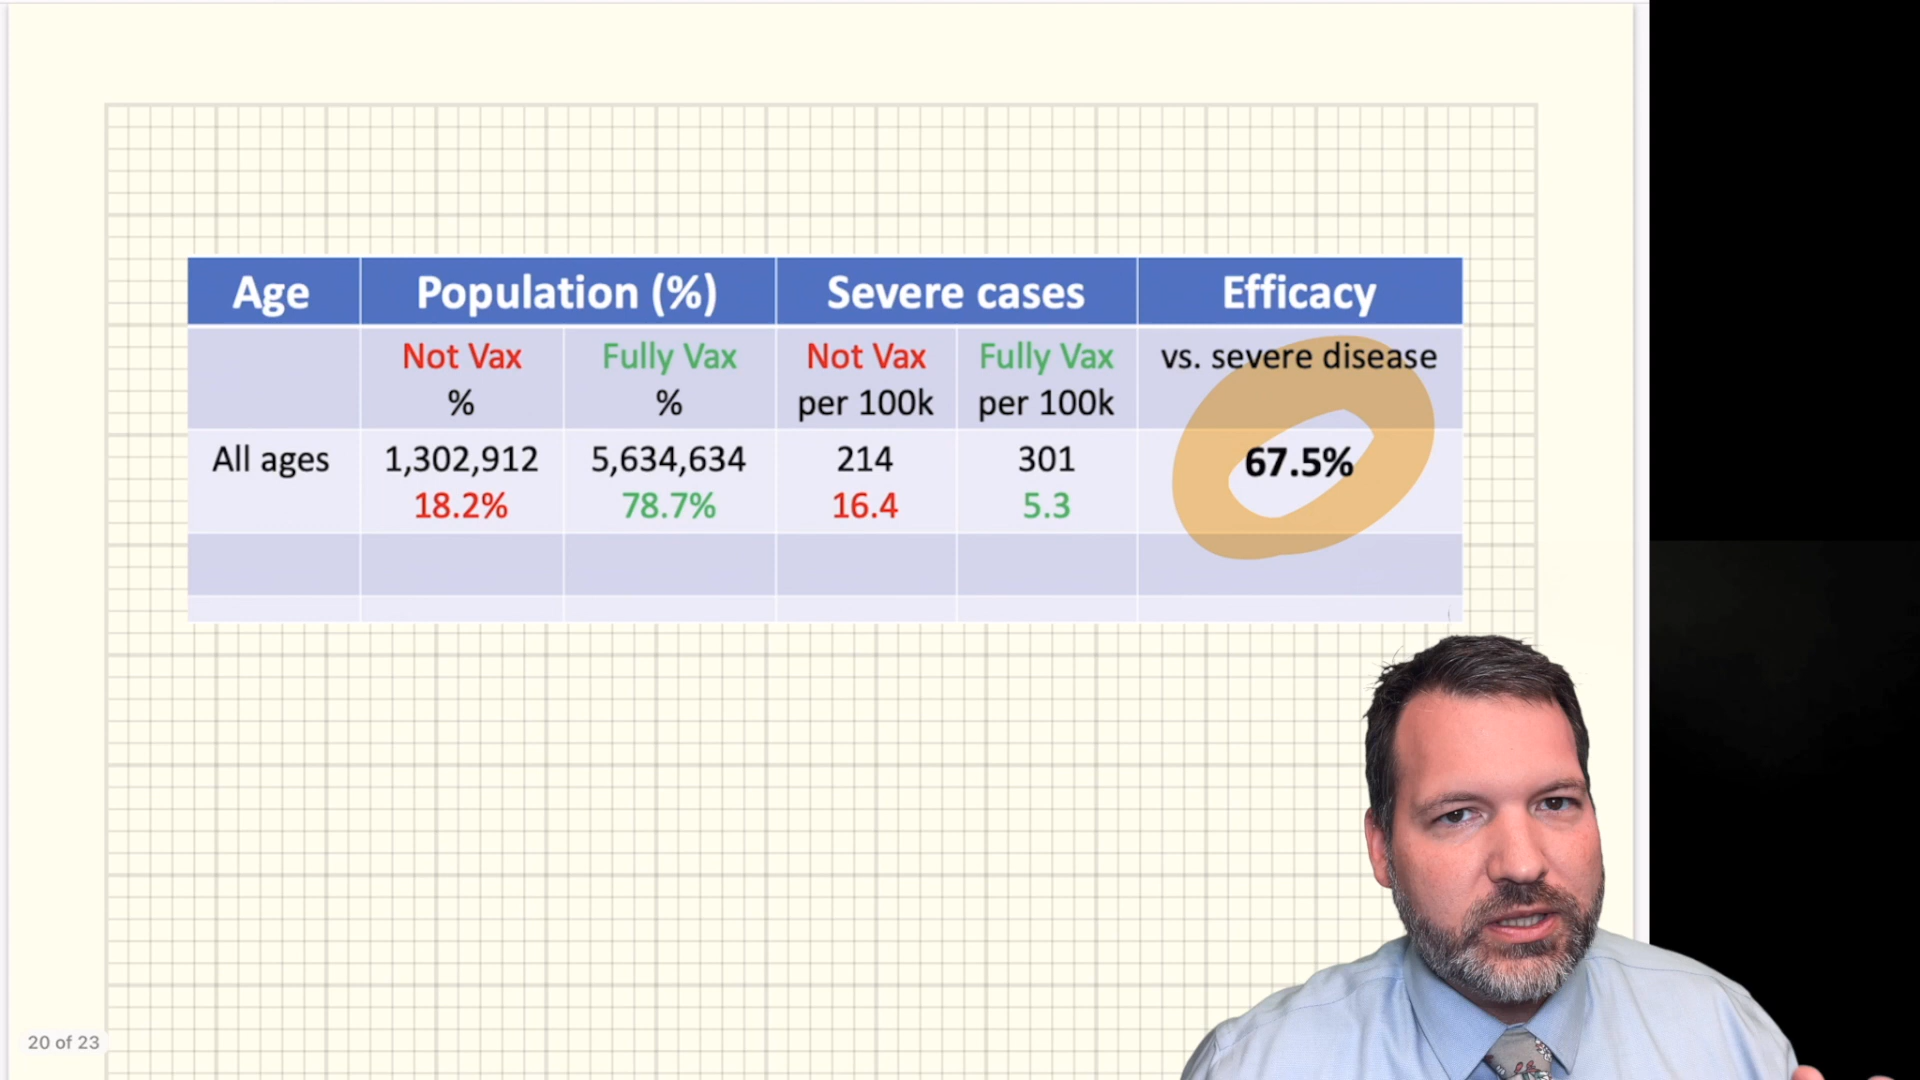 Age Population (%) Severe cases Efficacy
Not Vax Fully Vax Not Vax Fully Vax vs. severe disease
% % per 100k per 100k
All ages 1,302,912 5,634,634 214 301 67.5%
18.2% 78.7% 16.4 5.3
20 of 23